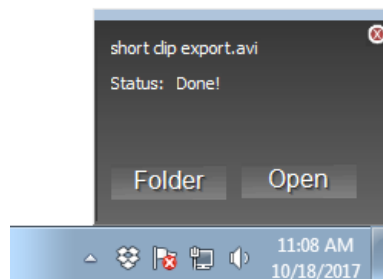 short clip export.avi
Status: Done!
Folder Open
11:08 AM
10/18/2017